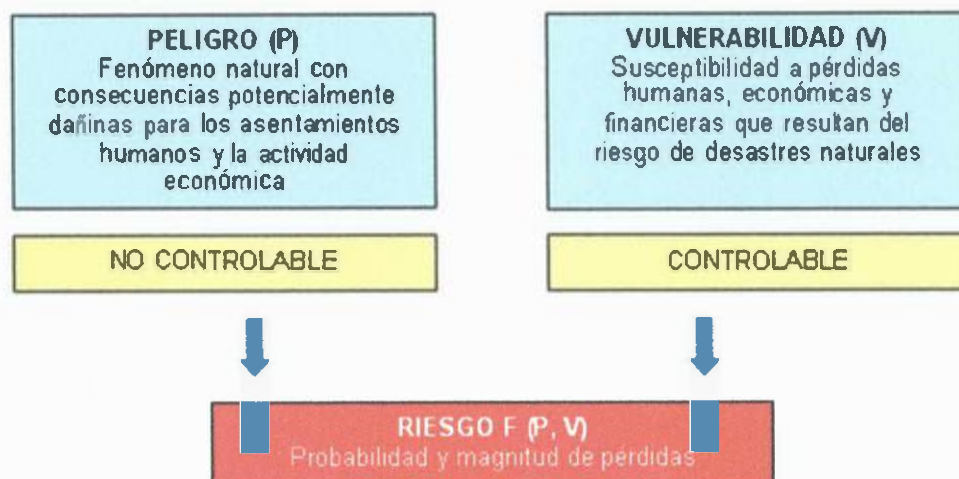 PELIGRO (P)
Fenómeno natural con
consecuencias potencialmente
dañinas para los asentamientos
humanos y la actividad
económica
NO CONTROLABLE
VULNERABILIDAD (V)
Susceptibilidad a pérdidas
humanas, económicas y
financieras que resultan del
riesgo de desastres naturales
CONTROLABLE
RIESGO F (P, V)
Probabilidad y magnitud de pérdidas